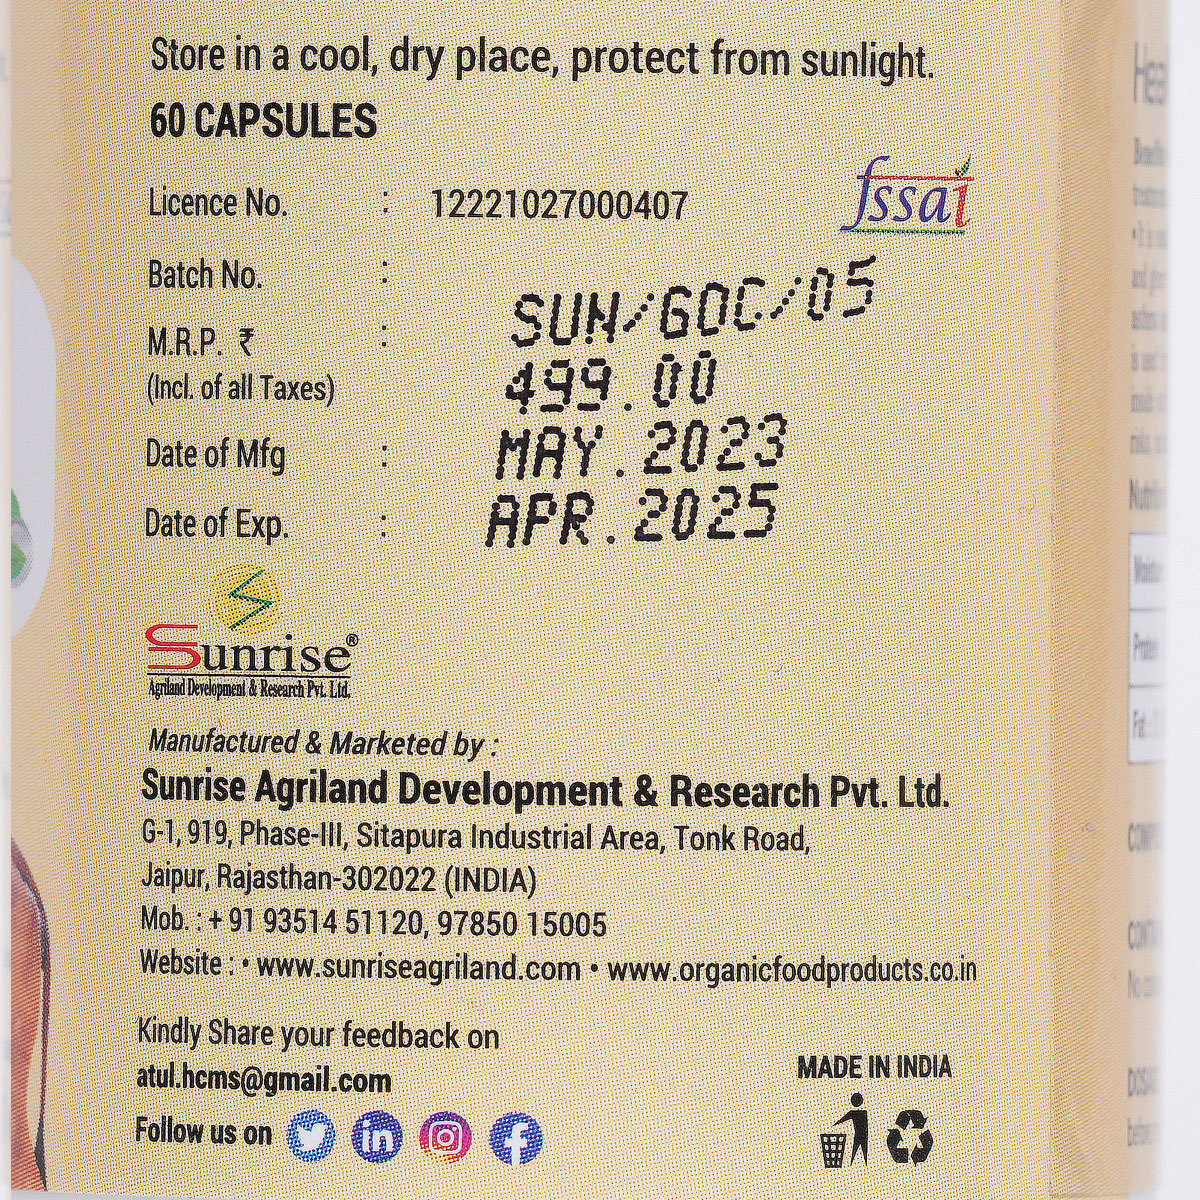 Store in a cool, dry place, protect from sunlight.
60 CAPSULES
Licence No. : 12221027000407
fssai
Batch No. : SUN/GOC/05
M.R.P. ₹ : 499.00
(Incl. of all Taxes)
Date of Mfg : MAY.2023
Date of Exp. : APR.2025
Sunrise®
Agriland Development & Research Pvt. Ltd.
Manufactured & Marketed by :
Sunrise Agriland Development & Research Pvt. Ltd.
G-1, 919, Phase-III, Sitapura Industrial Area, Tonk Road,
Jaipur, Rajasthan-302022 (INDIA)
Mob. : + 91 93514 51120, 97850 15005
Website : • www.sunriseagriland.com • www.organicfoodproducts.co.in
Kindly Share your feedback on
atul.hcms@gmail.com
MADE IN INDIA
Follow us on